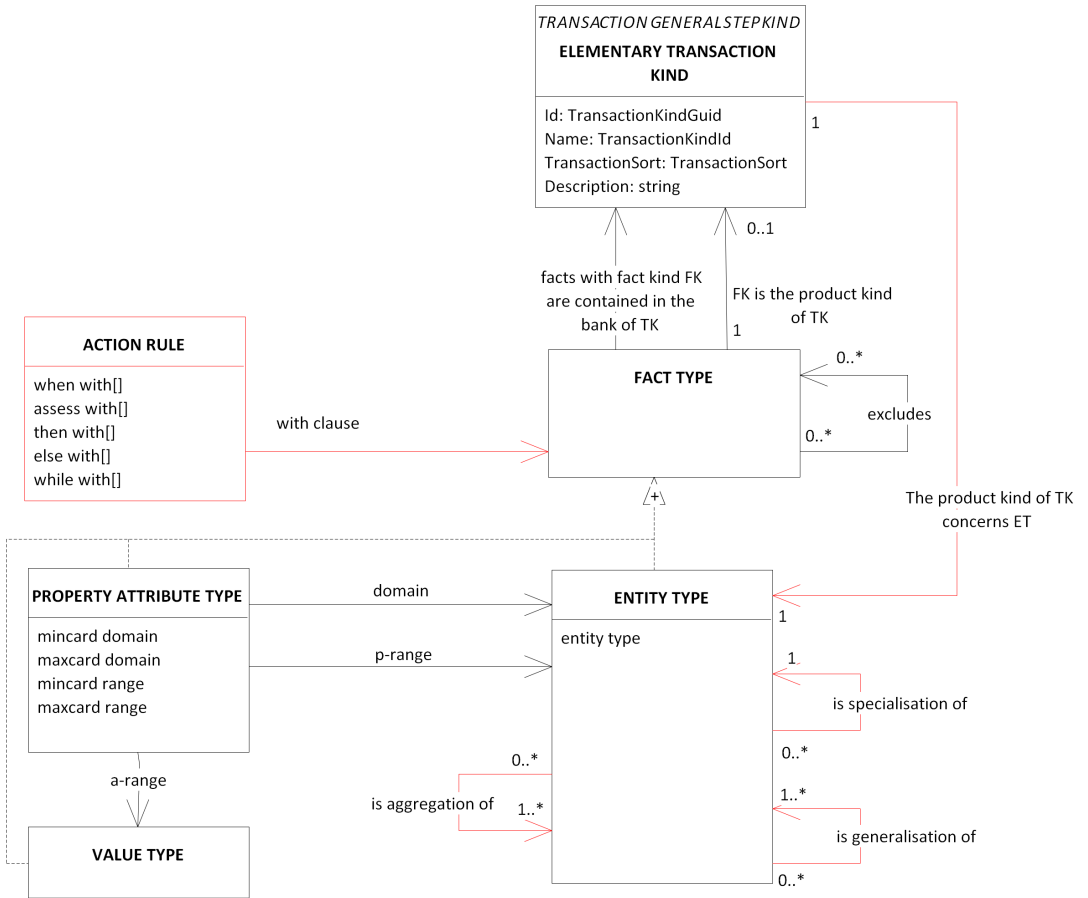 TRANSACTION GENERAL STEP KIND
ELEMENTARY TRANSACTION
KIND
Id: TransactionKindGuid
Name: TransactionKindId
TransactionSort: TransactionSort
Description: string
1
0..1
facts with fact kind FK
are contained in the
bank of TK
FK is the product kind
of TK
1
ACTION RULE
when with[]
assess with[]
then with[]
else with[]
while with[]
with clause
FACT TYPE
0..*
excludes
0..*
+
The product kind of TK
concerns ET
PROPERTY ATTRIBUTE TYPE
mincard domain
maxcard domain
mincard range
maxcard range
domain
p-range
ENTITY TYPE
entity type
1
1
is specialisation of
0..*
a-range
0..*
is aggregation of
1..*
1..*
is generalisation of
0..*
VALUE TYPE